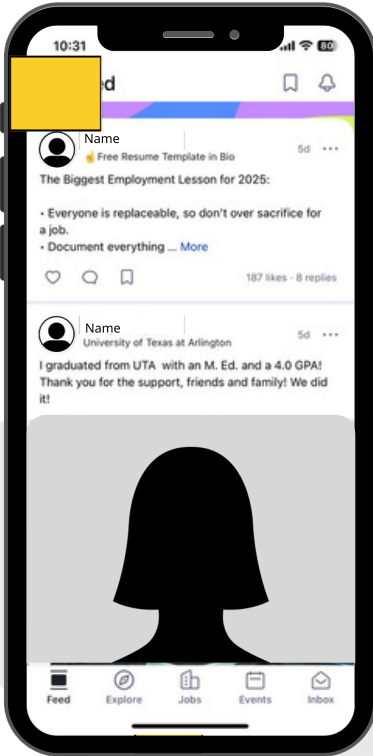 10:31
80
ed
Name
☝Free Resume Template in Bio
5d
The Biggest Employment Lesson for 2025:
• Everyone is replaceable, so don't over sacrifice for
a job.
• Document everything ... More
187 likes · 8 replies
Name
University of Texas at Arlington
5d
I graduated from UTA with an M. Ed. and a 4.0 GPA!
Thank you for the support, friends and family! We did
it!
Feed
Explore
Jobs
Events
Inbox